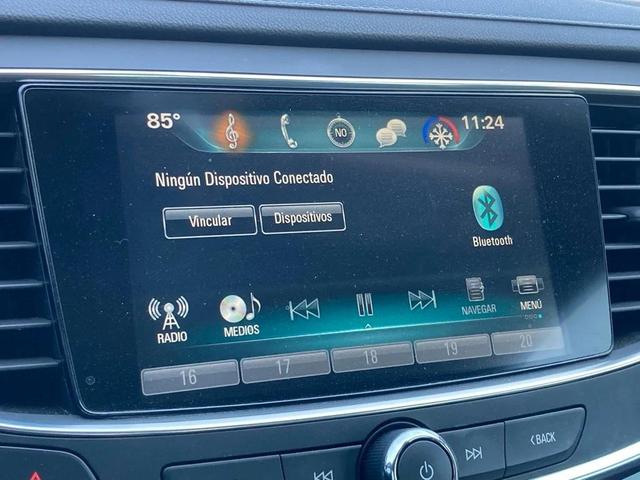 85°
NO
11:24
Ningún Dispositivo Conectado
Vincular
Dispositivos
Bluetooth
RADIO
MEDIOS
NAVEGAR
MENÚ
16
17
18
19
20
BACK